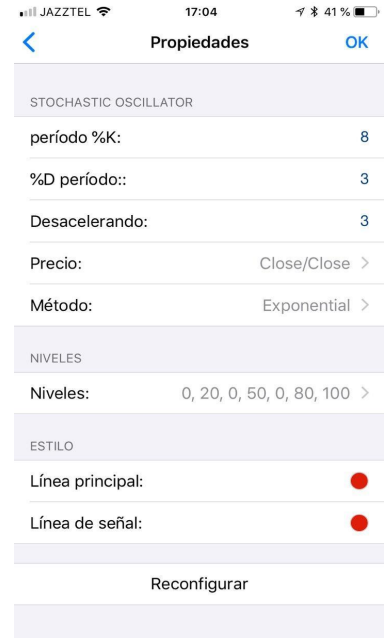 JAZZTEL 17:04 41 %
Propiedades OK
STOCHASTIC OSCILLATOR
período %K: 8
%D período:: 3
Desacelerando: 3
Precio: Close/Close
Método: Exponential
NIVELES
Niveles: 0, 20, 0, 50, 0, 80, 100
ESTILO
Línea principal:
Línea de señal:
Reconfigurar